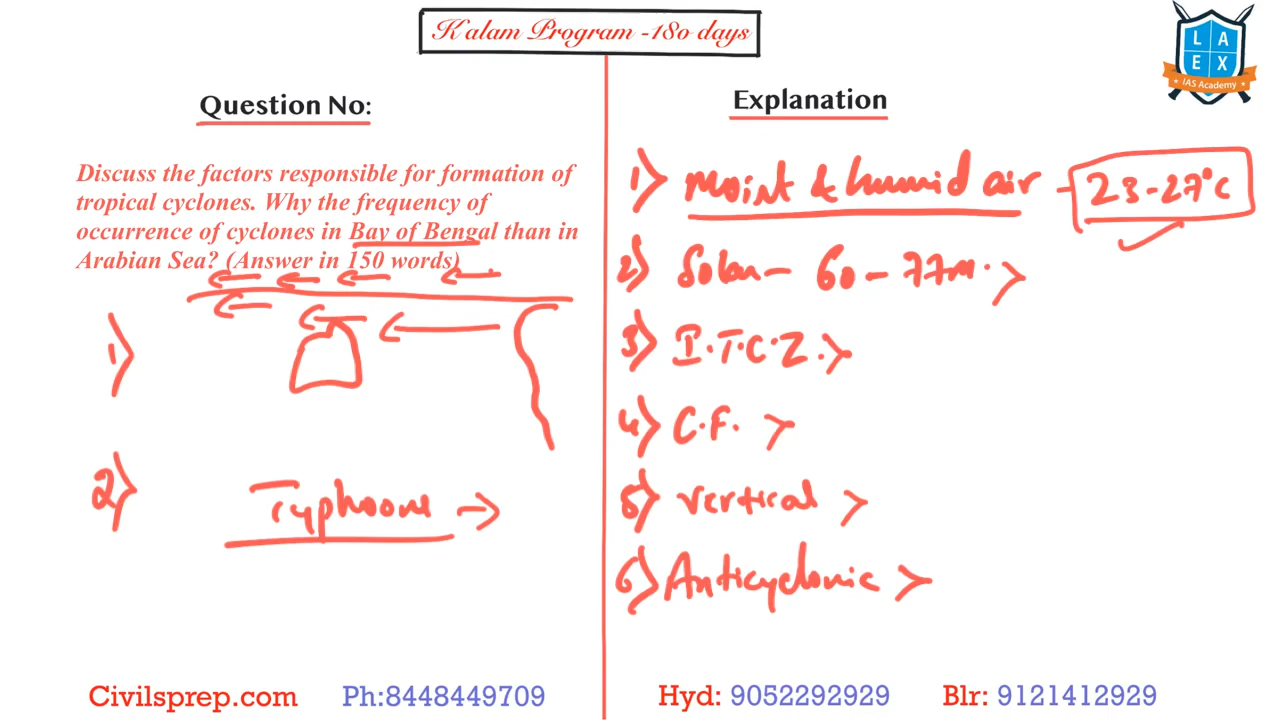 Kalam Program -180 days
L A
E X
IAS Academy
Question No:
Discuss the factors responsible for formation of
tropical cyclones. Why the frequency of
occurrence of cyclones in Bay of Bengal than in
Arabian Sea? (Answer in 150 words)
1)
2) Typhoons →
Explanation
1) Moist & humid air - 23-27°C
2) Solar - 60 - 77m.
3) I.T.C.Z.
4) C.F.
5) Vertical
6) Anticyclonic
Civilsprep.com Ph:8448449709
Hyd: 9052292929 Blr: 9121412929